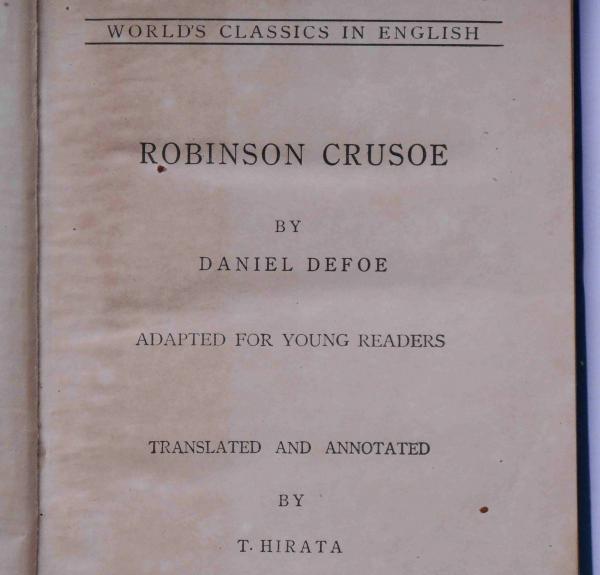 WORLD'S CLASSICS IN ENGLISH
ROBINSON CRUSOE
BY
DANIEL DEFOE
ADAPTED FOR YOUNG READERS
TRANSLATED AND ANNOTATED
BY
T. HIRATA